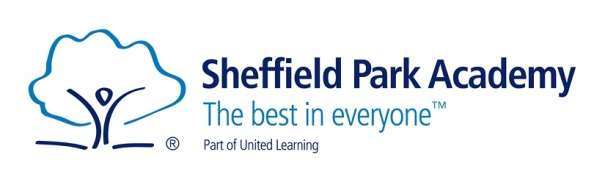 Sheffield Park Academy
The best in everyone™
Part of United Learning
®